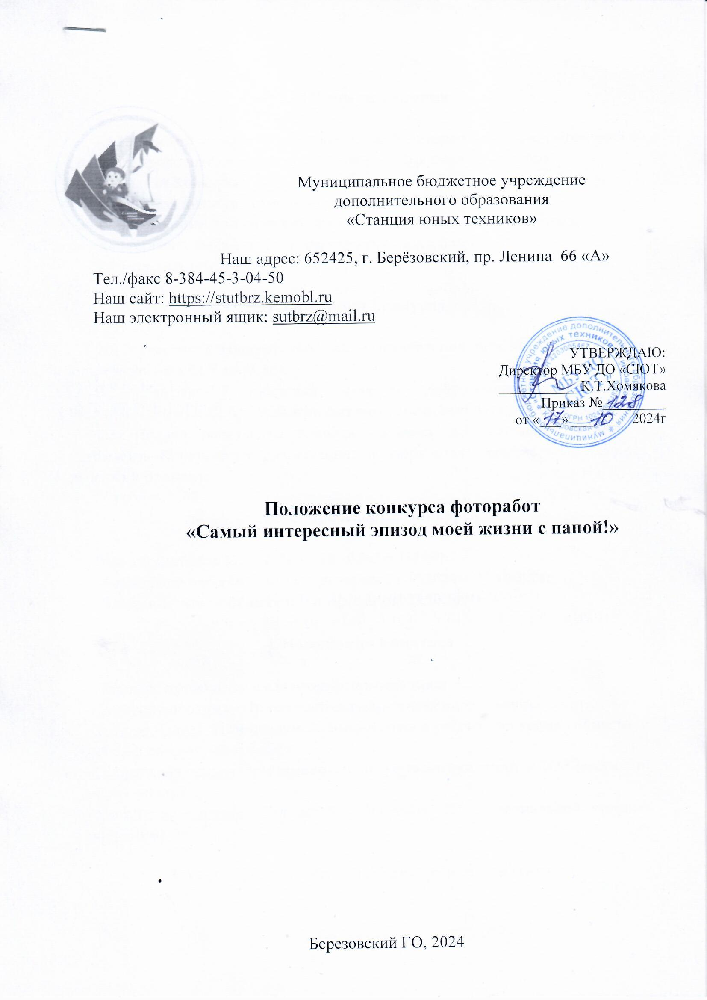 Муниципальное бюджетное учреждение
дополнительного образования
«Станция юных техников»
Наш адрес: 652425, г. Берёзовский, пр. Ленина 66 «А»
Тел./факс 8-384-45-3-04-50
Наш сайт: https://stutbrz.kemobl.ru
Наш электронный ящик: sutbrz@mail.ru
УТВЕРЖДАЮ:
Директор МБУ ДО «СЮТ»
К.Т.Хомякова
Приказ № 128
от «17» 10 2024г
МБУ ДО
СЮТ
Положение конкурса фоторабот
«Самый интересный эпизод моей жизни с папой!»
Березовский ГО, 2024